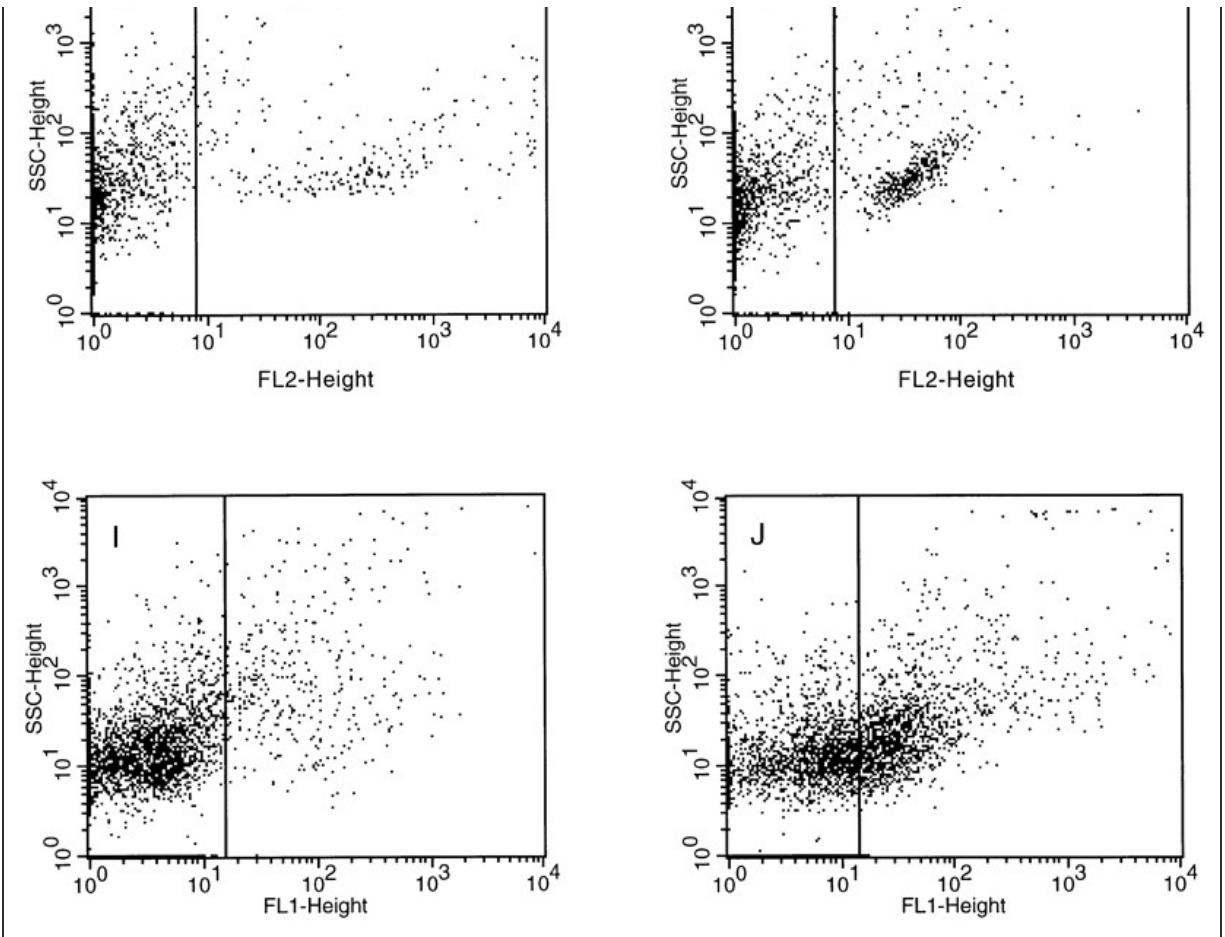 10³ 10³
SSC-Height 10² SSC-Height 10²
10¹ 10¹
10⁰ 10⁰
10⁰ 10¹ 10² 10³ 10⁴ 10⁰ 10¹ 10² 10³ 10⁴
FL2-Height FL2-Height
10⁴ 10⁴
I J
10³ 10³
SSC-Height 10² SSC-Height 10²
10¹ 10¹
10⁰ 10⁰
10⁰ 10¹ 10² 10³ 10⁴ 10⁰ 10¹ 10² 10³ 10⁴
FL1-Height FL1-Height